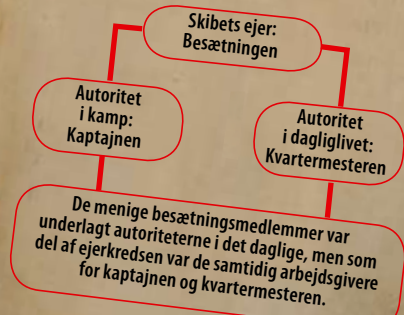 Skibets ejer:
Besætningen
Autoritet
i kamp:
Kaptajnen
Autoritet
i dagliglivet:
Kvartermesteren
De menige besætningsmedlemmer var
underlagt autoriteterne i det daglige, men som
del af ejerkredsen var de samtidig arbejdsgivere
for kaptajnen og kvartermesteren.